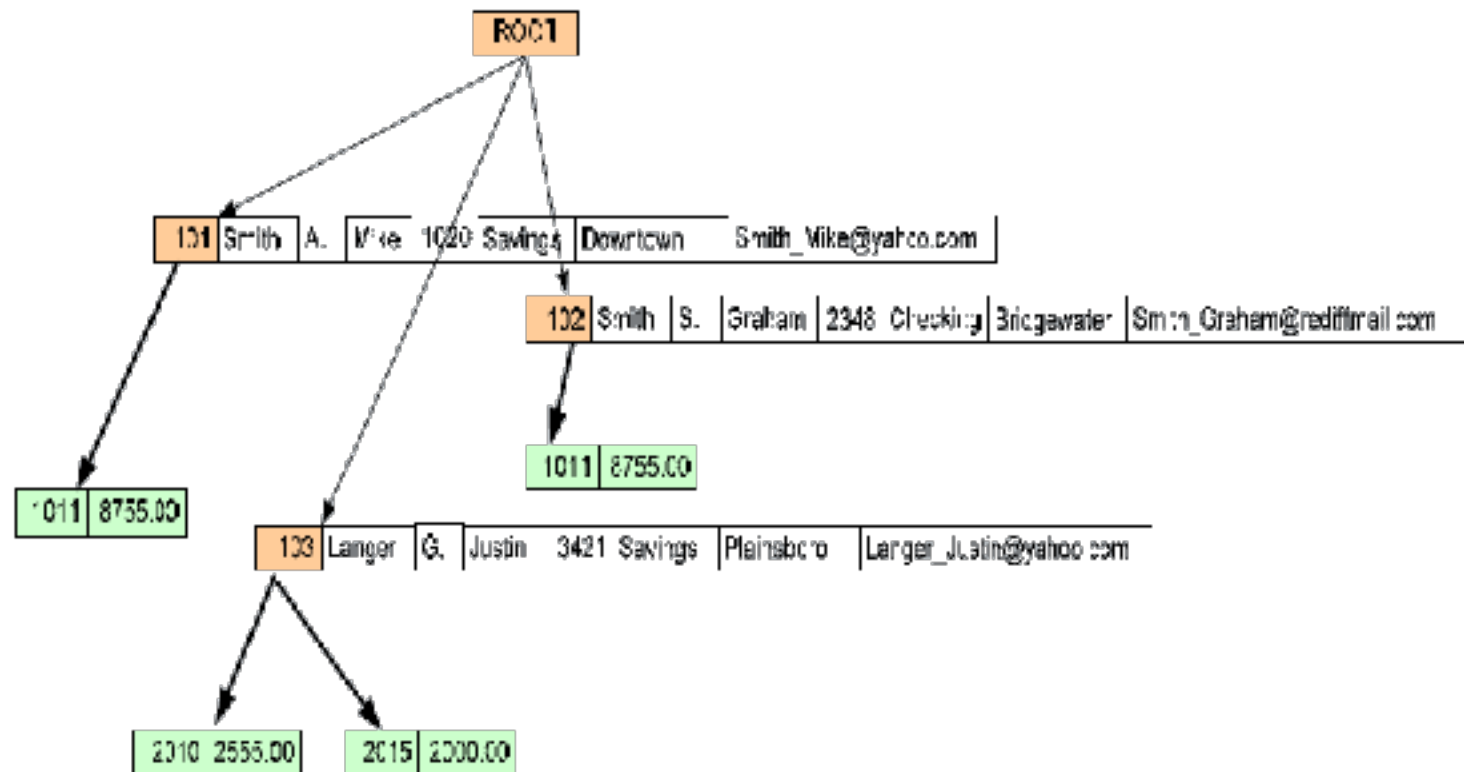 ROOT
101 Smith A. Mike 1020 Savings Downtown Smith_Mike@yahoo.com
102 Smith S. Graham 2348 Checking Bridgewater Smith_Graham@rediffmail.com
1011 8755.00
1011 8755.00
103 Langer G. Justin 3421 Savings Plainsboro Langer_Justin@yahoo.com
2010 2555.00 2015 2000.00